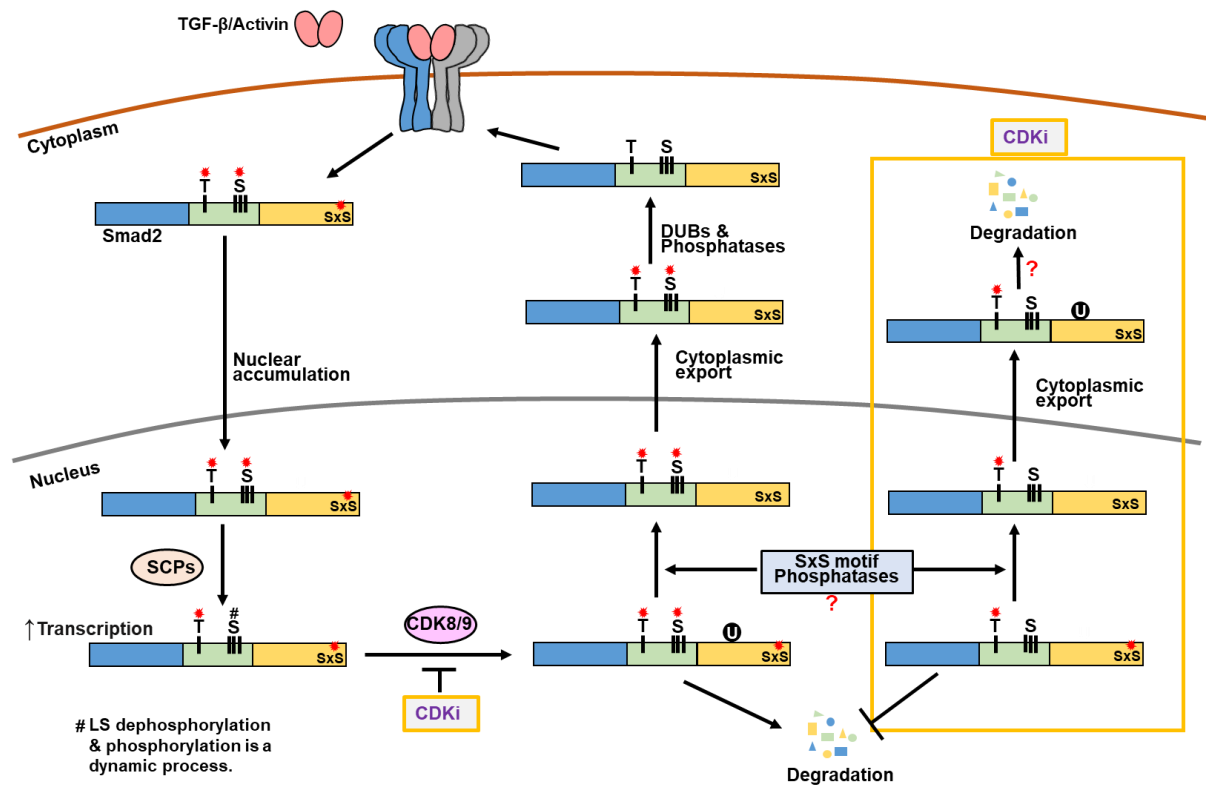 TGF-β/Activin
Cytoplasm
CDKi
T S
SxS
T S
SxS
Smad2
Degradation
DUBs &
Phosphatases
?
T S
SxS
T S
U
SxS
Nuclear
accumulation
Cytoplasmic
export
Cytoplasmic
export
Nucleus
T S
SxS
T S
SxS
T S
SxS
SCPs
SxS motif
Phosphatases
?
↑Transcription
#
T S
SxS
CDK8/9
T S
U
SxS
T S
SxS
CDKi
# LS dephosphorylation
& phosphorylation is a
dynamic process.
Degradation